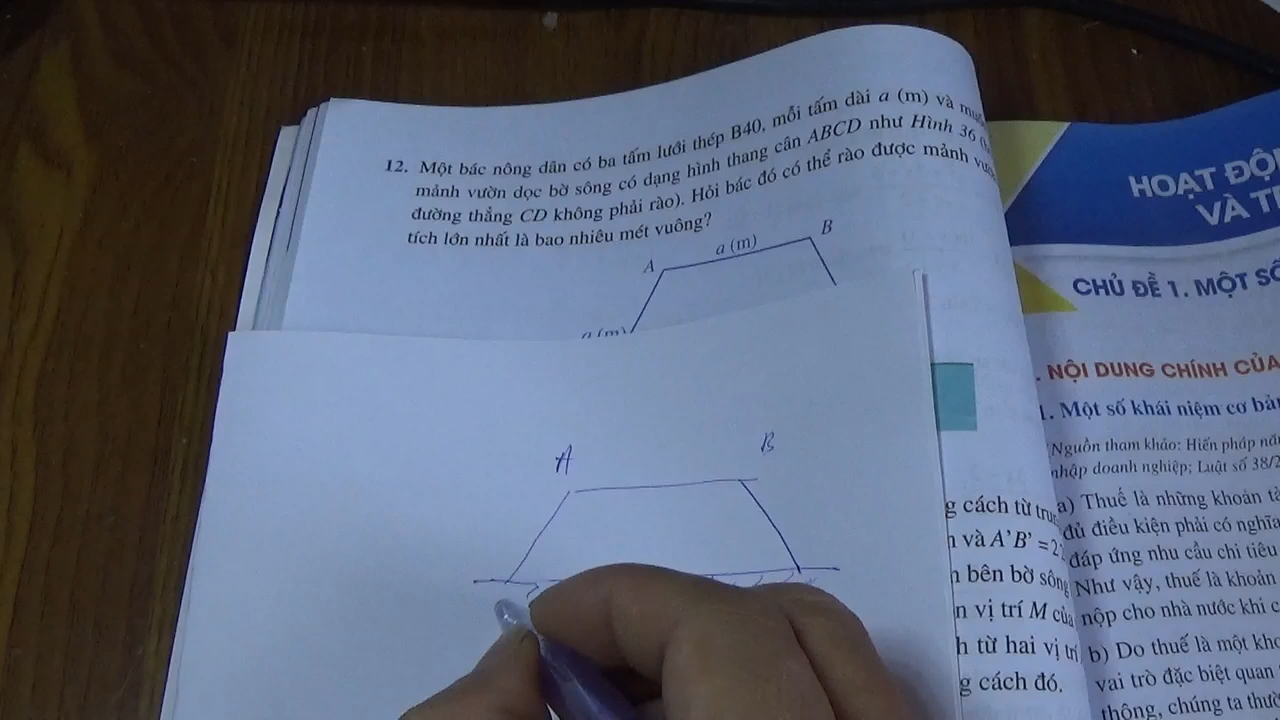 12. Một bác nông dân có ba tấm lưới thép B40, mỗi tấm dài a (m) và
mảnh vườn dọc bờ sông có dạng hình thang cân ABCD như Hình 36
đường thẳng CD không phải rào). Hỏi bác đó có thể rào được mảnh
tích lớn nhất là bao nhiêu mét vuông?
A a (m) B
a (m)
A B
HOẠT ĐỘ
VÀ
CHỦ ĐỀ 1. MỘT SỐ
NỘI DUNG CHÍNH CỦA
1. Một số khái niệm cơ
(Nguồn tham khảo: Hiến pháp
nhập doanh nghiệp; Luật số 38/2
a) Thuế là những khoản
đủ điều kiện phải có nghĩa
đáp ứng nhu cầu chi tiêu
Như vậy, thuế là khoản
nộp cho nhà nước khi
b) Do thuế là một
vai trò đặc biệt quan
thông, chúng ta
g cách từ
và A'B' = 2
bên bờ sông
vị trí M của
từ hai vị trí
g cách đó.